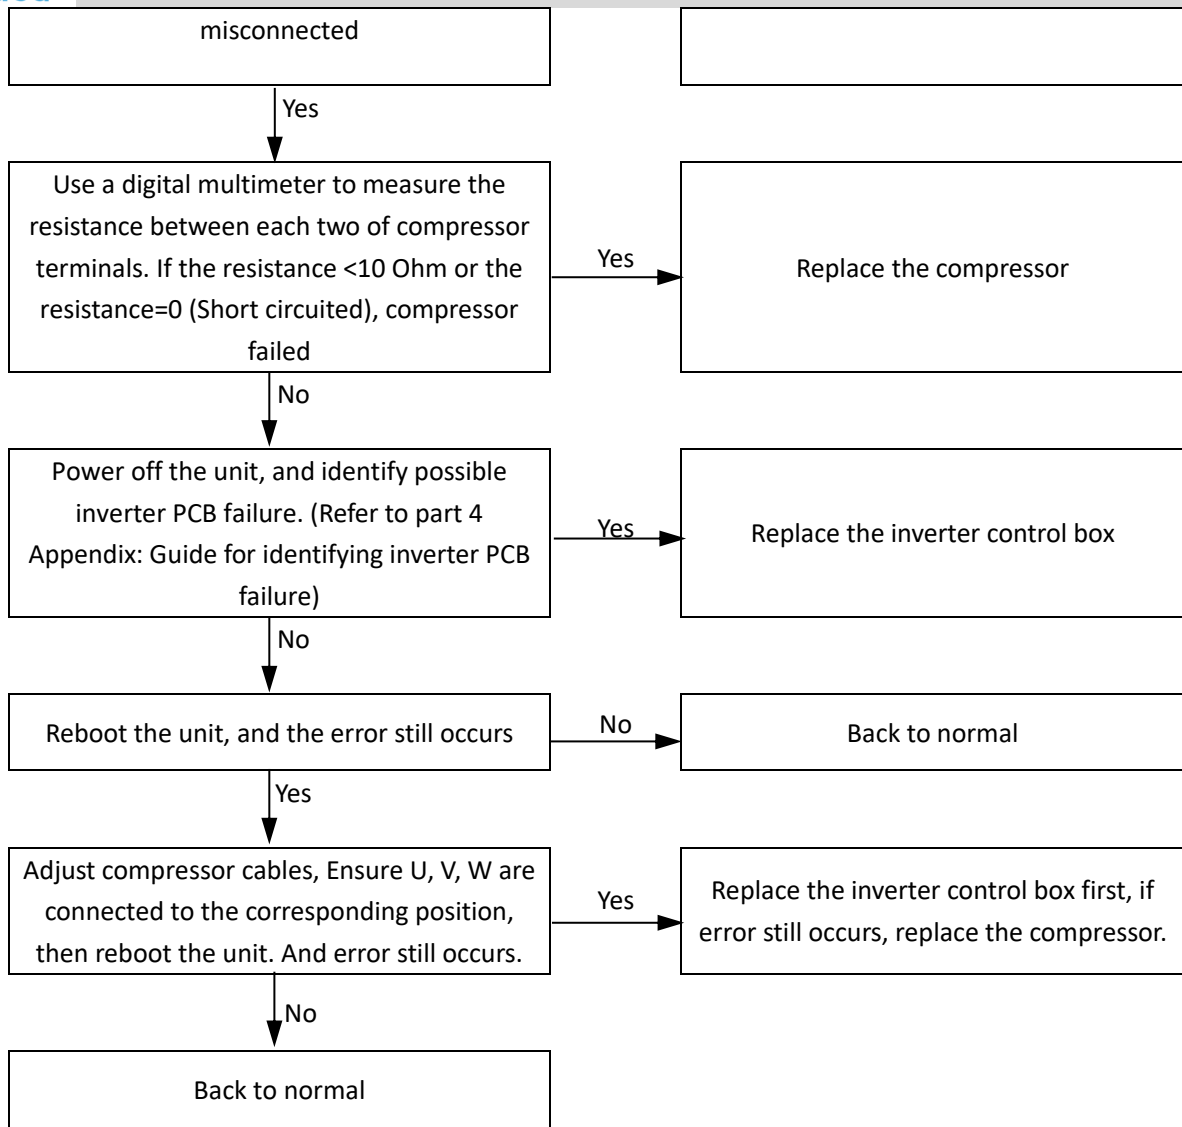 misconnected
Yes
Use a digital multimeter to measure the
resistance between each two of compressor
terminals. If the resistance <10 Ohm or the
resistance=0 (Short circuited), compressor
failed
Yes
Replace the compressor
No
Power off the unit, and identify possible
inverter PCB failure. (Refer to part 4
Appendix: Guide for identifying inverter PCB
failure)
Yes
Replace the inverter control box
No
Reboot the unit, and the error still occurs
No
Back to normal
Yes
Adjust compressor cables, Ensure U, V, W are
connected to the corresponding position,
then reboot the unit. And error still occurs.
Yes
Replace the inverter control box first, if
error still occurs, replace the compressor.
No
Back to normal